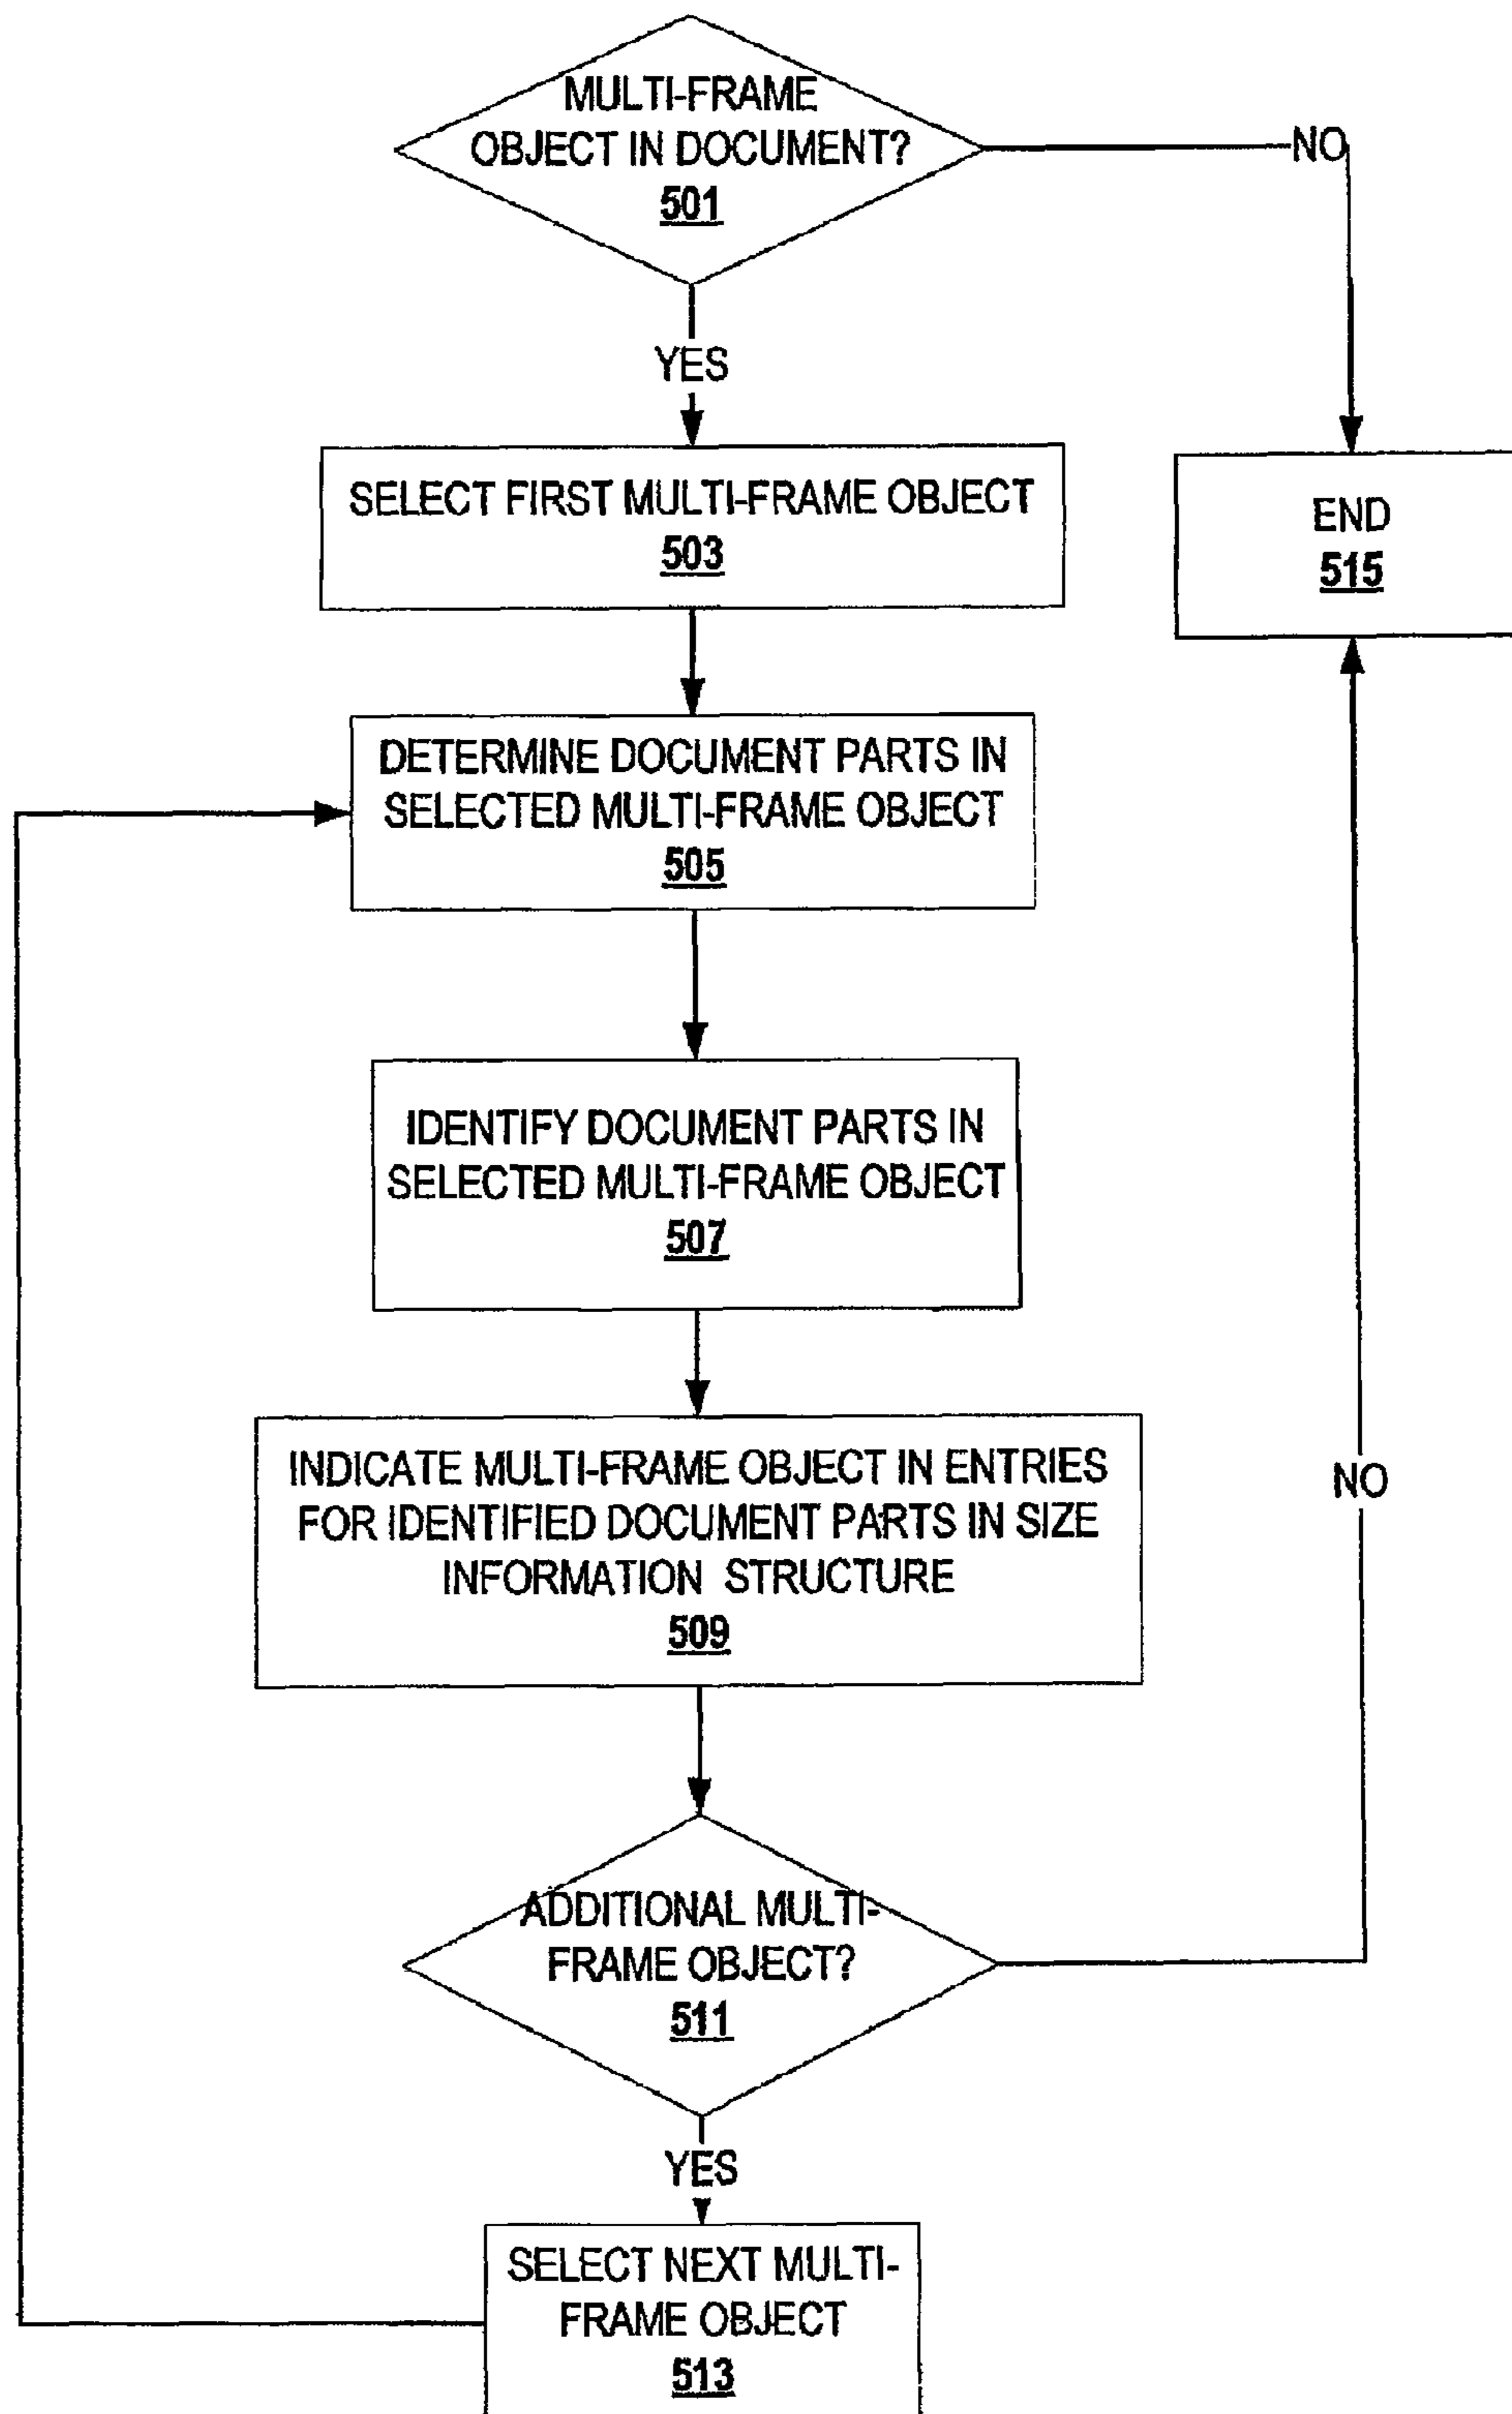 MULTI-FRAME
OBJECT IN DOCUMENT?
501
NO
YES
SELECT FIRST MULTI-FRAME OBJECT
503
END
515
DETERMINE DOCUMENT PARTS IN
SELECTED MULTI-FRAME OBJECT
505
IDENTIFY DOCUMENT PARTS IN
SELECTED MULTI-FRAME OBJECT
507
INDICATE MULTI-FRAME OBJECT IN ENTRIES
FOR IDENTIFIED DOCUMENT PARTS IN SIZE
INFORMATION STRUCTURE
509
NO
ADDITIONAL MULTI-
FRAME OBJECT?
511
YES
SELECT NEXT MULTI-
FRAME OBJECT
513